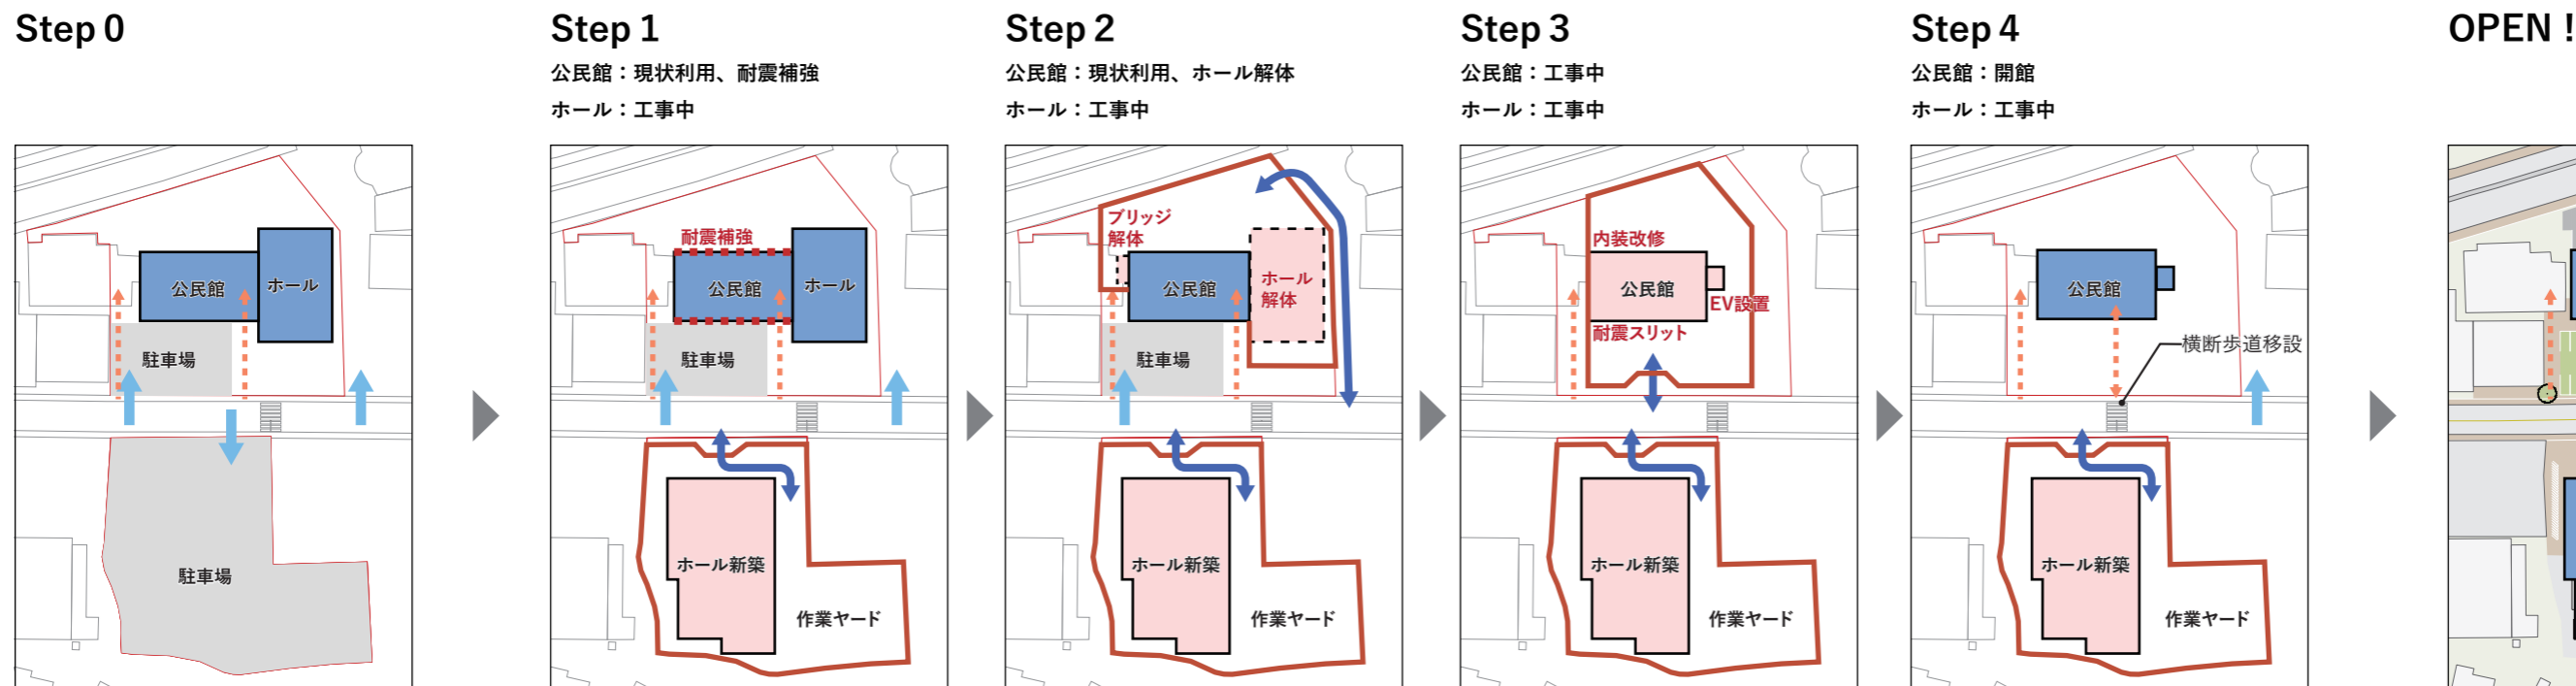 Step 0
公民館
ホール
駐車場
駐車場
Step 1
公民館：現状利用、耐震補強
ホール：工事中
耐震補強
公民館
ホール
駐車場
ホール新築
作業ヤード
Step 2
公民館：現状利用、ホール解体
ホール：工事中
ブリッジ
解体
公民館
ホール
解体
駐車場
ホール新築
作業ヤード
Step 3
公民館：工事中
ホール：工事中
内装改修
公民館
EV設置
耐震スリット
ホール新築
作業ヤード
Step 4
公民館：開館
ホール：工事中
公民館
横断歩道移設
ホール新築
作業ヤード
OPEN !